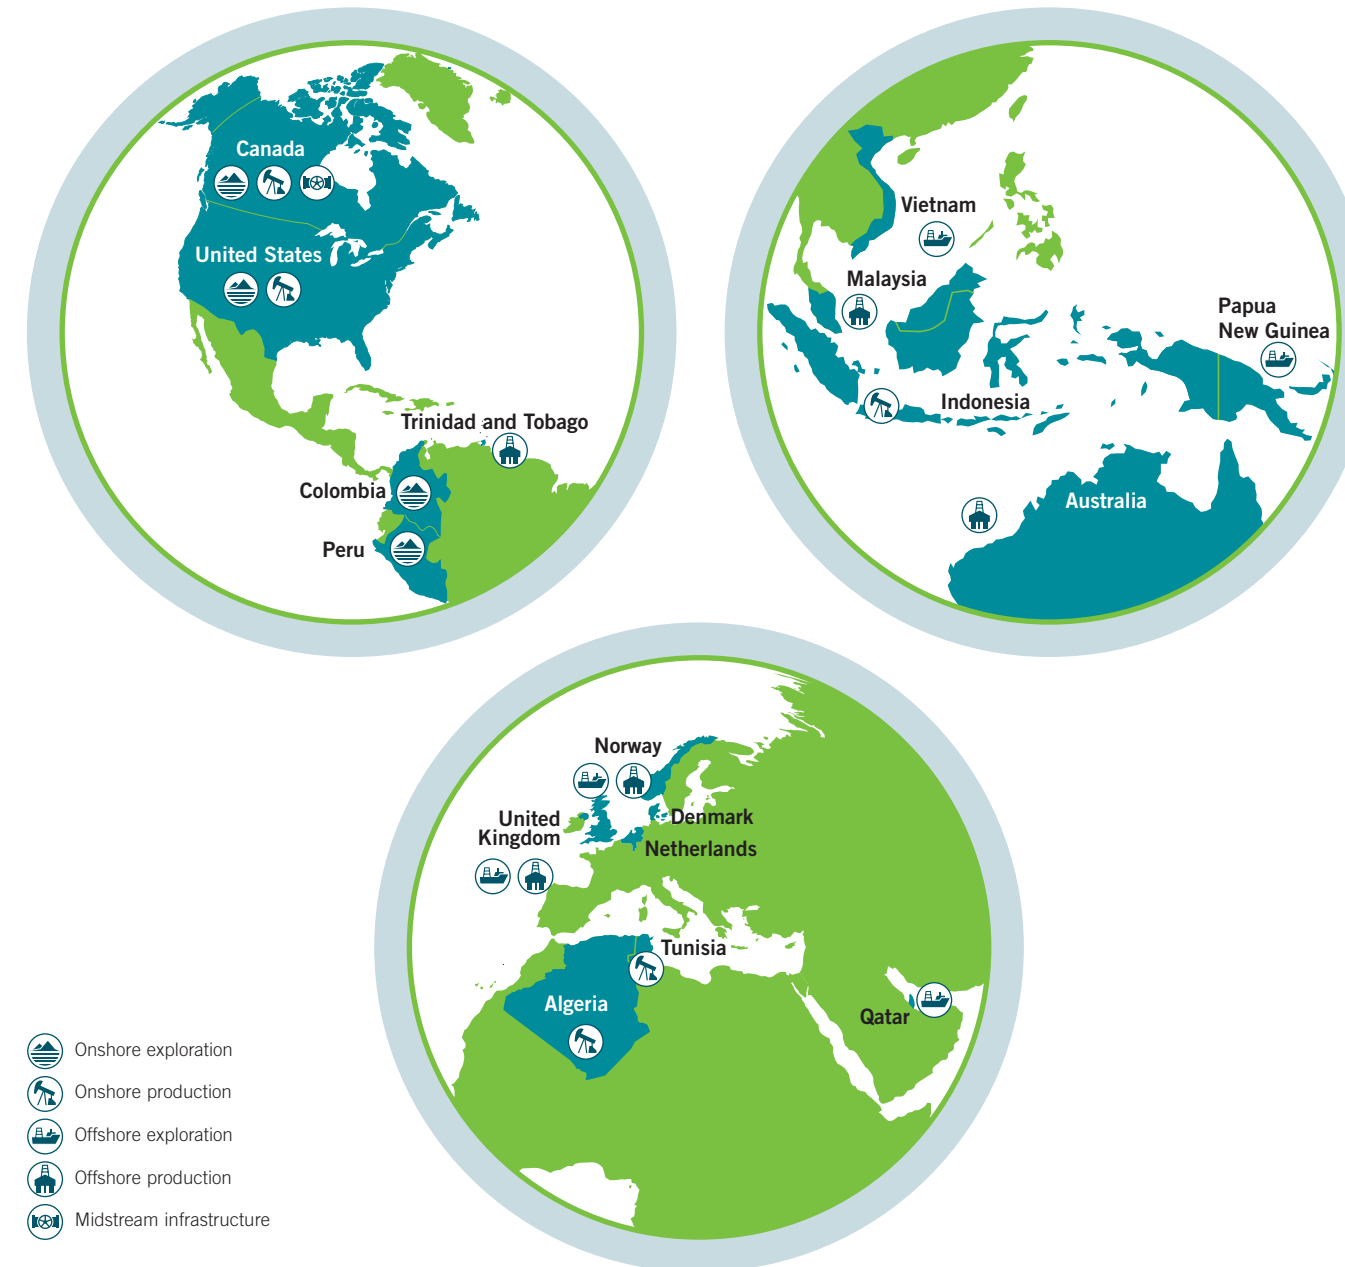 Canada
United States
Trinidad and Tobago
Colombia
Peru
Vietnam
Malaysia
Papua
New Guinea
Indonesia
Australia
Norway
United
Kingdom
Denmark
Netherlands
Tunisia
Algeria
Qatar
Onshore exploration
Onshore production
Offshore exploration
Offshore production
Midstream infrastructure